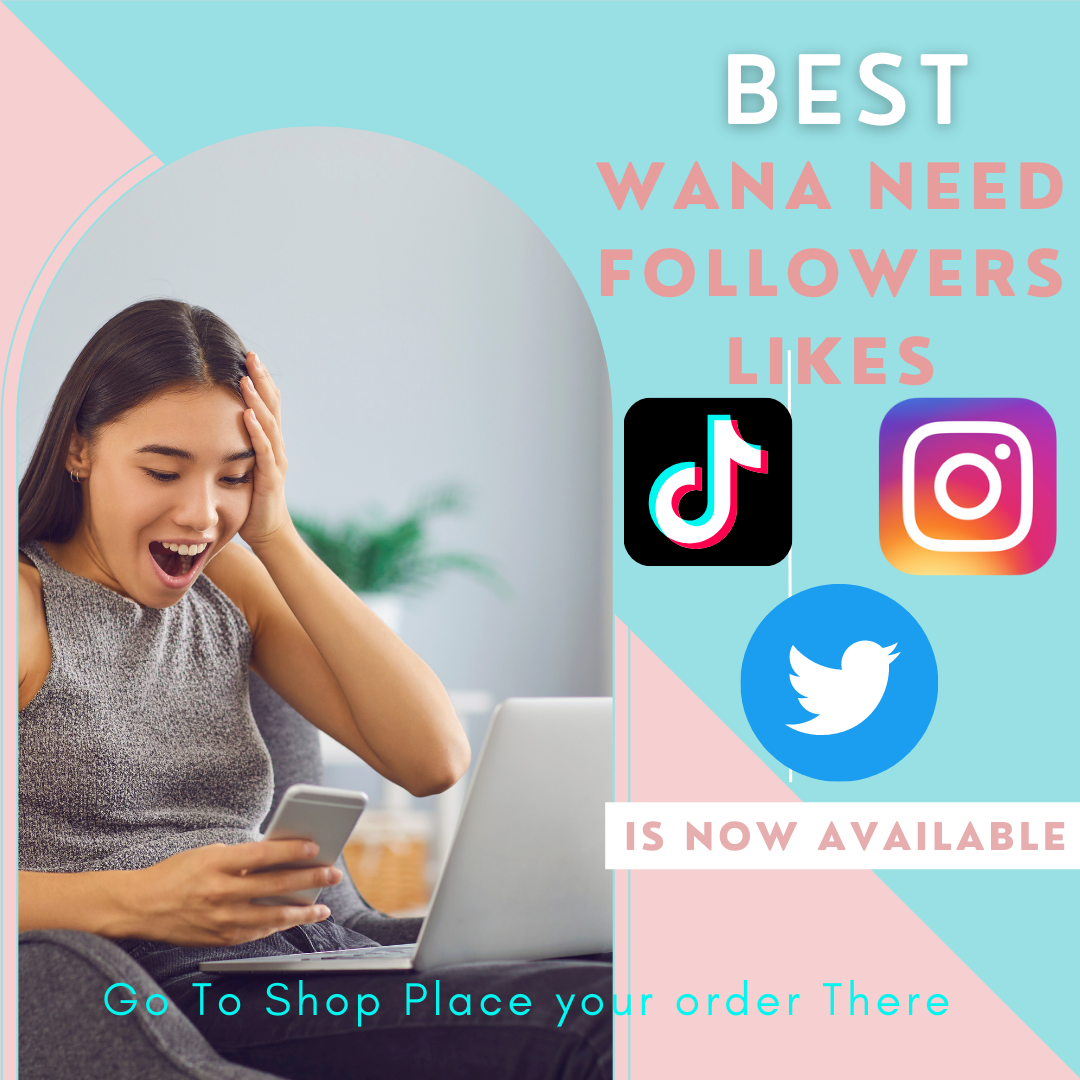 BEST
WANA NEED
FOLLOWERS
LIKES
IS NOW AVAILABLE
Go To Shop Place your order There